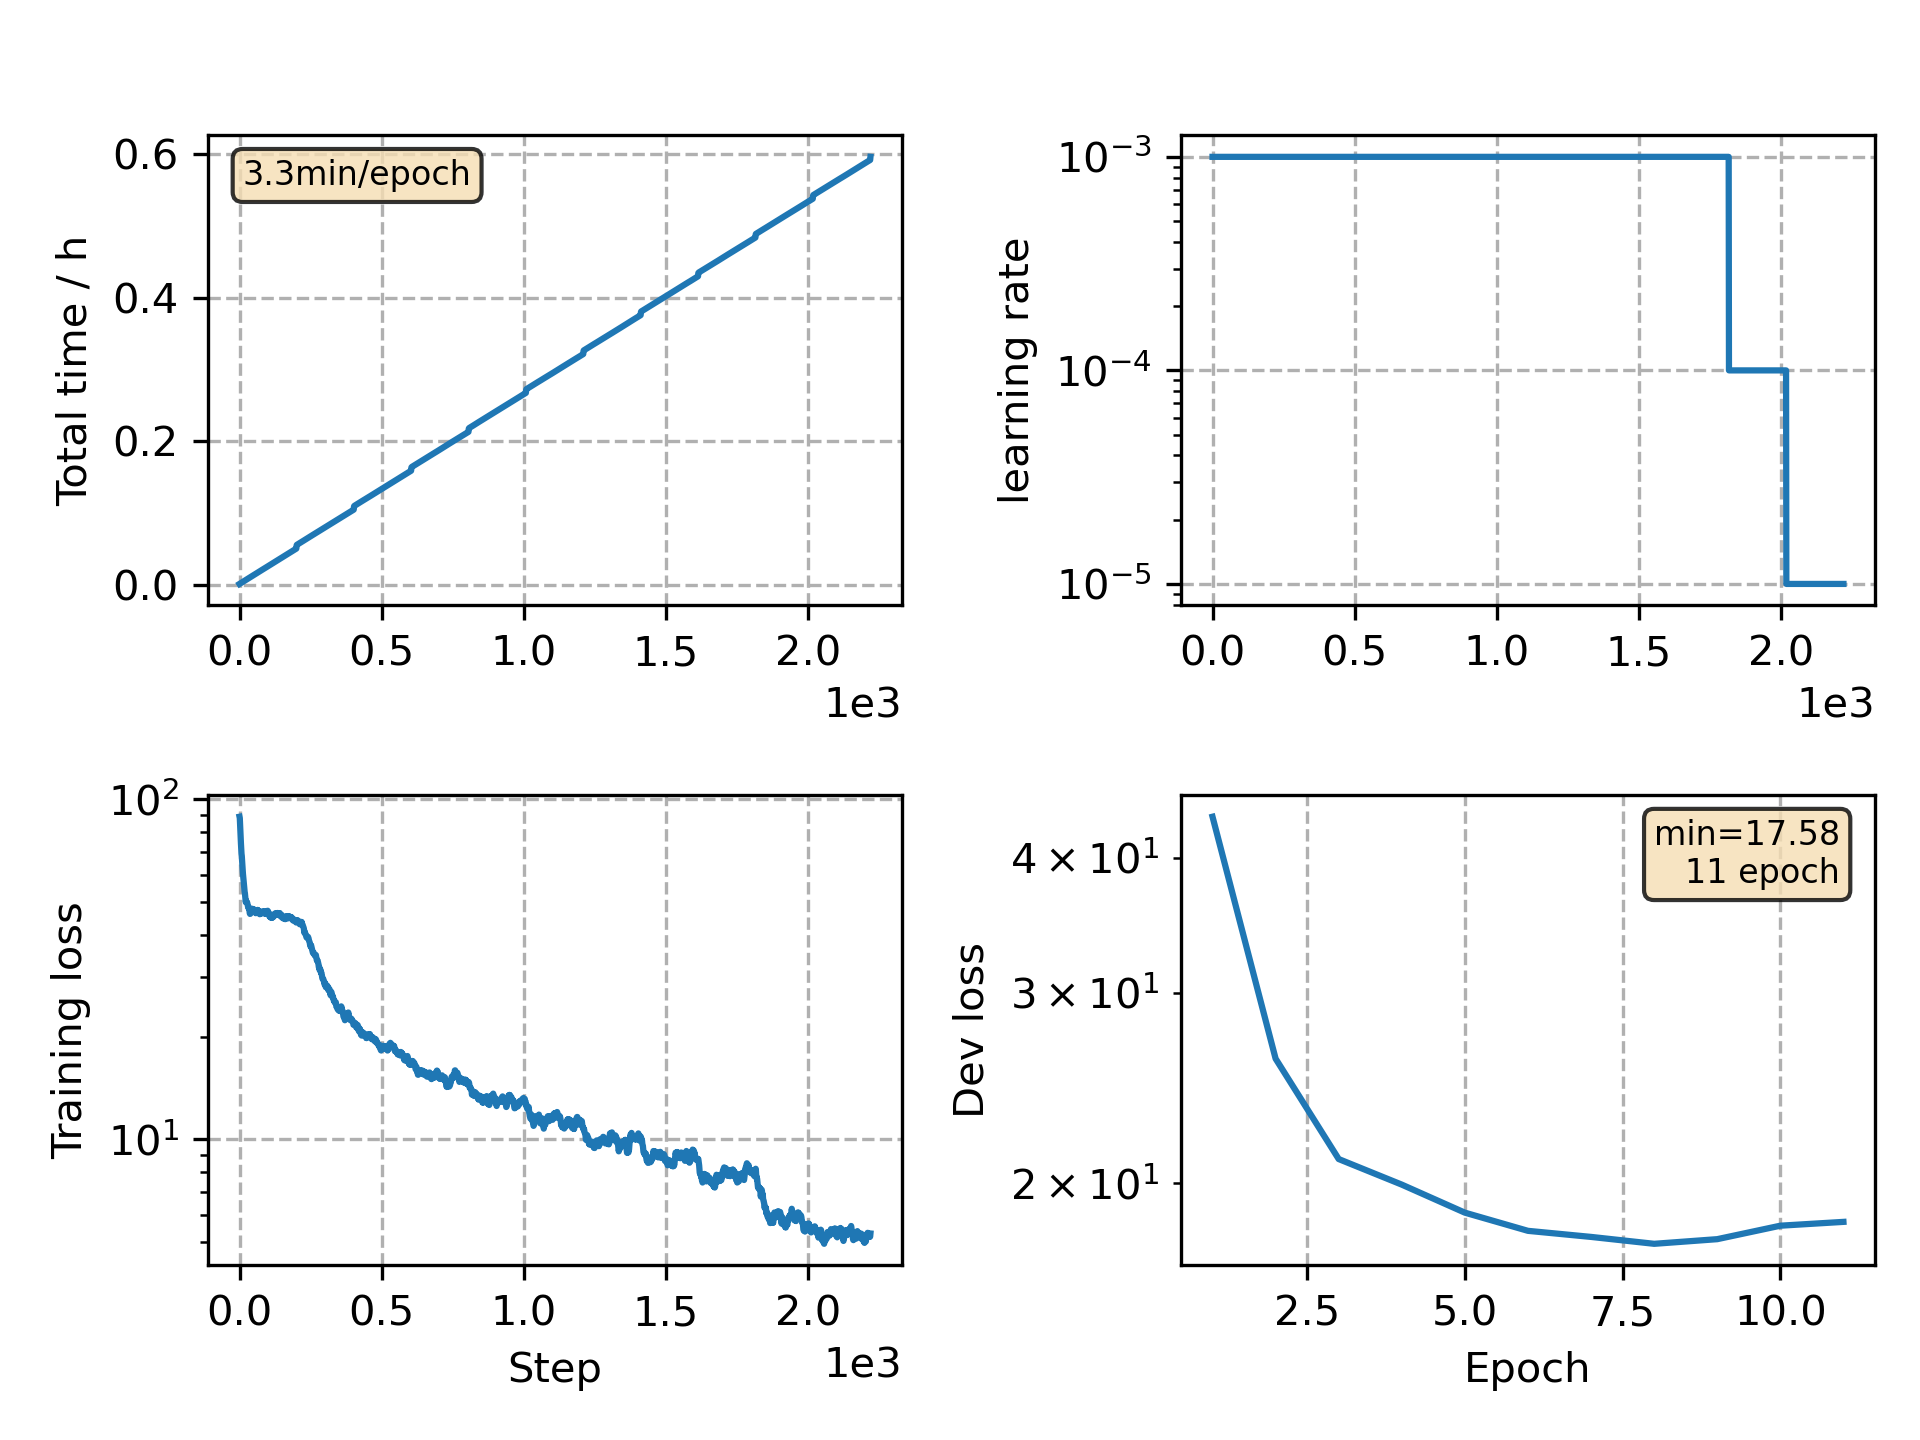 0.6
0.4
0.2
0.0
Total time / h
3.3min/epoch
0.0 0.5 1.0 1.5 2.0
1e3
10⁻³
10⁻⁴
10⁻⁵
learning rate
0.0 0.5 1.0 1.5 2.0
1e3
10²
10¹
Training loss
0.0 0.5 1.0 1.5 2.0
1e3
Step
4×10¹
3×10¹
2×10¹
Dev loss
min=17.58
11 epoch
2.5 5.0 7.5 10.0
Epoch